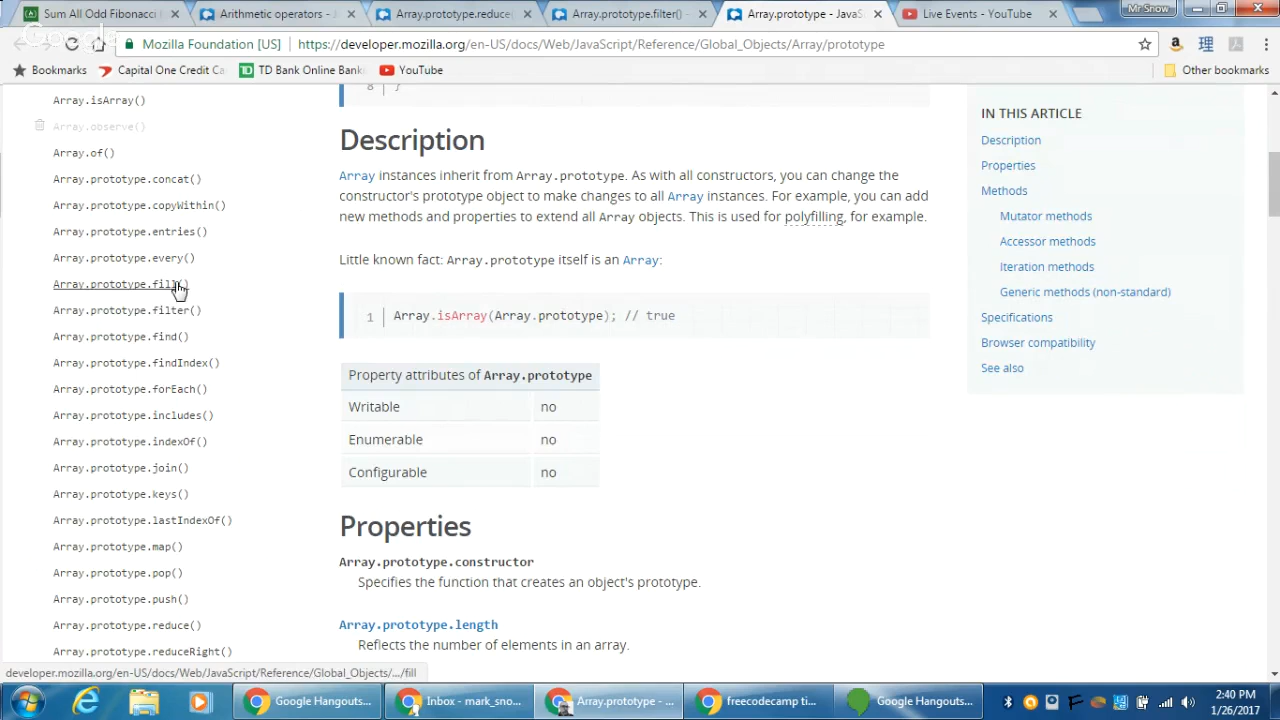 Sum All Odd Fibonacci
Arithmetic operators -
Array.prototype.reduce
Array.prototype.filter() -
Array.prototype - JavaS
Live Events - YouTube
Mr Snow
Mozilla Foundation [US]
https://developer.mozilla.org/en-US/docs/Web/JavaScript/Reference/Global_Objects/Array/prototype
Bookmarks
Capital One Credit Ca
TD Bank Online Bank
YouTube
Other bookmarks
Array.isArray()
Array.observe()
Array.of()
Array.prototype.concat()
Array.prototype.copyWithin()
Array.prototype.entries()
Array.prototype.every()
Array.prototype.fill()
Array.prototype.filter()
Array.prototype.find()
Array.prototype.findIndex()
Array.prototype.forEach()
Array.prototype.includes()
Array.prototype.indexOf()
Array.prototype.join()
Array.prototype.keys()
Array.prototype.lastIndexOf()
Array.prototype.map()
Array.prototype.pop()
Array.prototype.push()
Array.prototype.reduce()
Array.prototype.reduceRight()
8 }
Description
Array instances inherit from Array.prototype. As with all constructors, you can change the
constructor's prototype object to make changes to all Array instances. For example, you can add
new methods and properties to extend all Array objects. This is used for polyfilling, for example.
Little known fact: Array.prototype itself is an Array:
1 Array.isArray(Array.prototype); // true
Property attributes of Array.prototype
Writable no
Enumerable no
Configurable no
Properties
Array.prototype.constructor
Specifies the function that creates an object's prototype.
Array.prototype.length
Reflects the number of elements in an array.
IN THIS ARTICLE
Description
Properties
Methods
Mutator methods
Accessor methods
Iteration methods
Generic methods (non-standard)
Specifications
Browser compatibility
See also
developer.mozilla.org/en-US/docs/Web/JavaScript/Reference/Global_Objects/.../fill
Google Hangouts...
Inbox - mark_sno...
Array.prototype - ...
freecodecamp ti...
Google Hangouts...
2:40 PM
1/26/2017